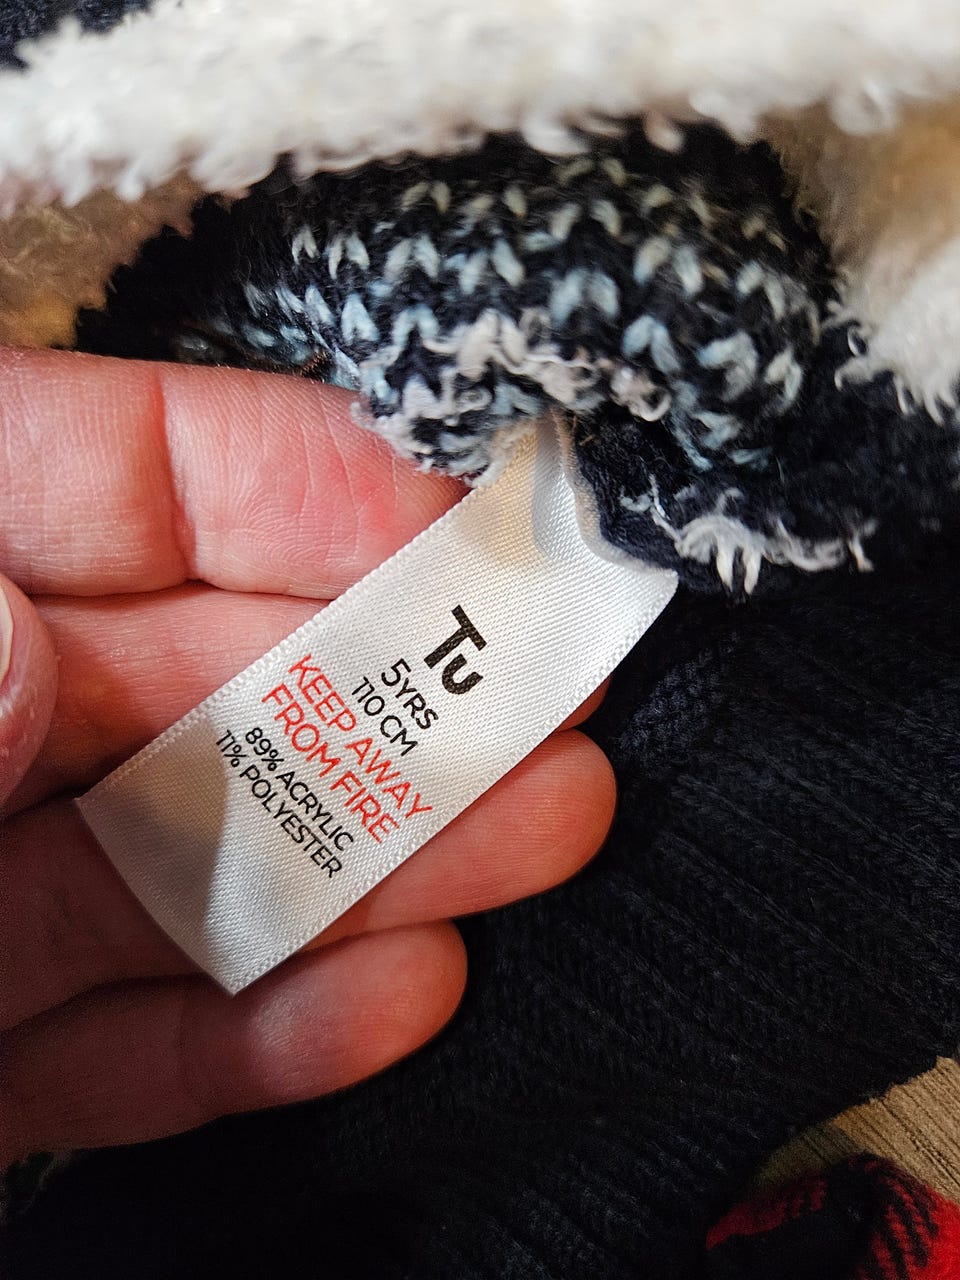 Tu
5YRS
110 CM
KEEP AWAY
FROM FIRE
89% ACRYLIC
11% POLYESTER